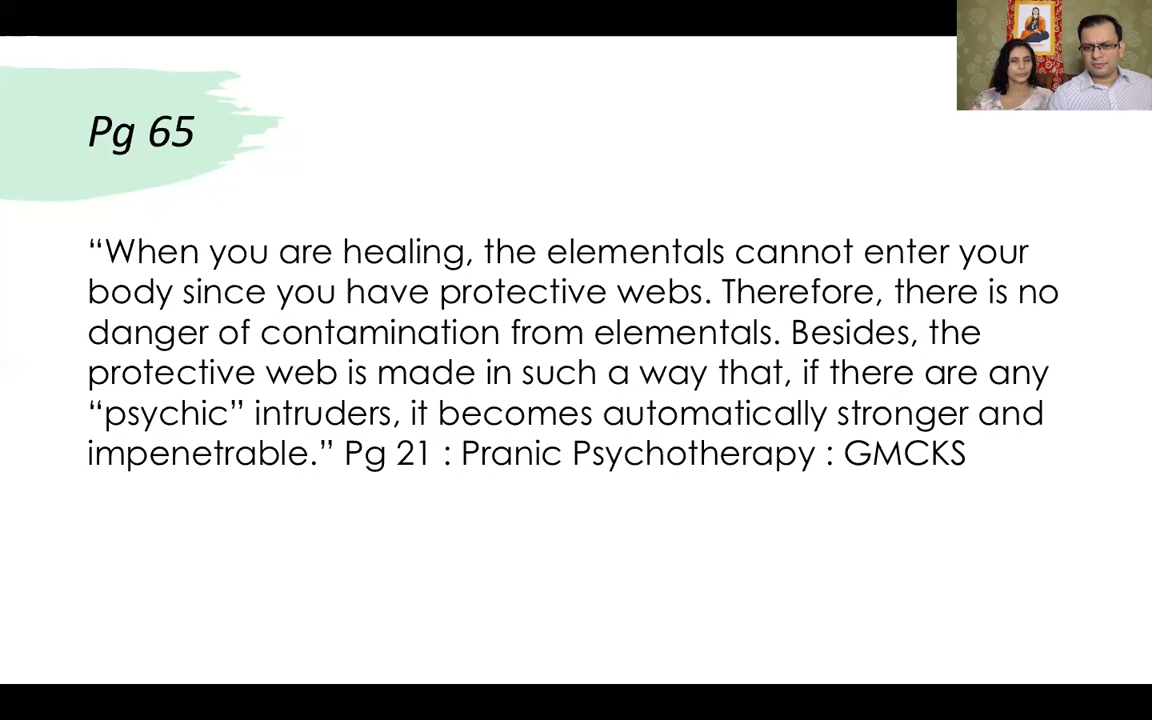 Pg 65
“When you are healing, the elementals cannot enter your
body since you have protective webs. Therefore, there is no
danger of contamination from elementals. Besides, the
protective web is made in such a way that, if there are any
“psychic” intruders, it becomes automatically stronger and
impenetrable.” Pg 21 : Pranic Psychotherapy : GMCKS